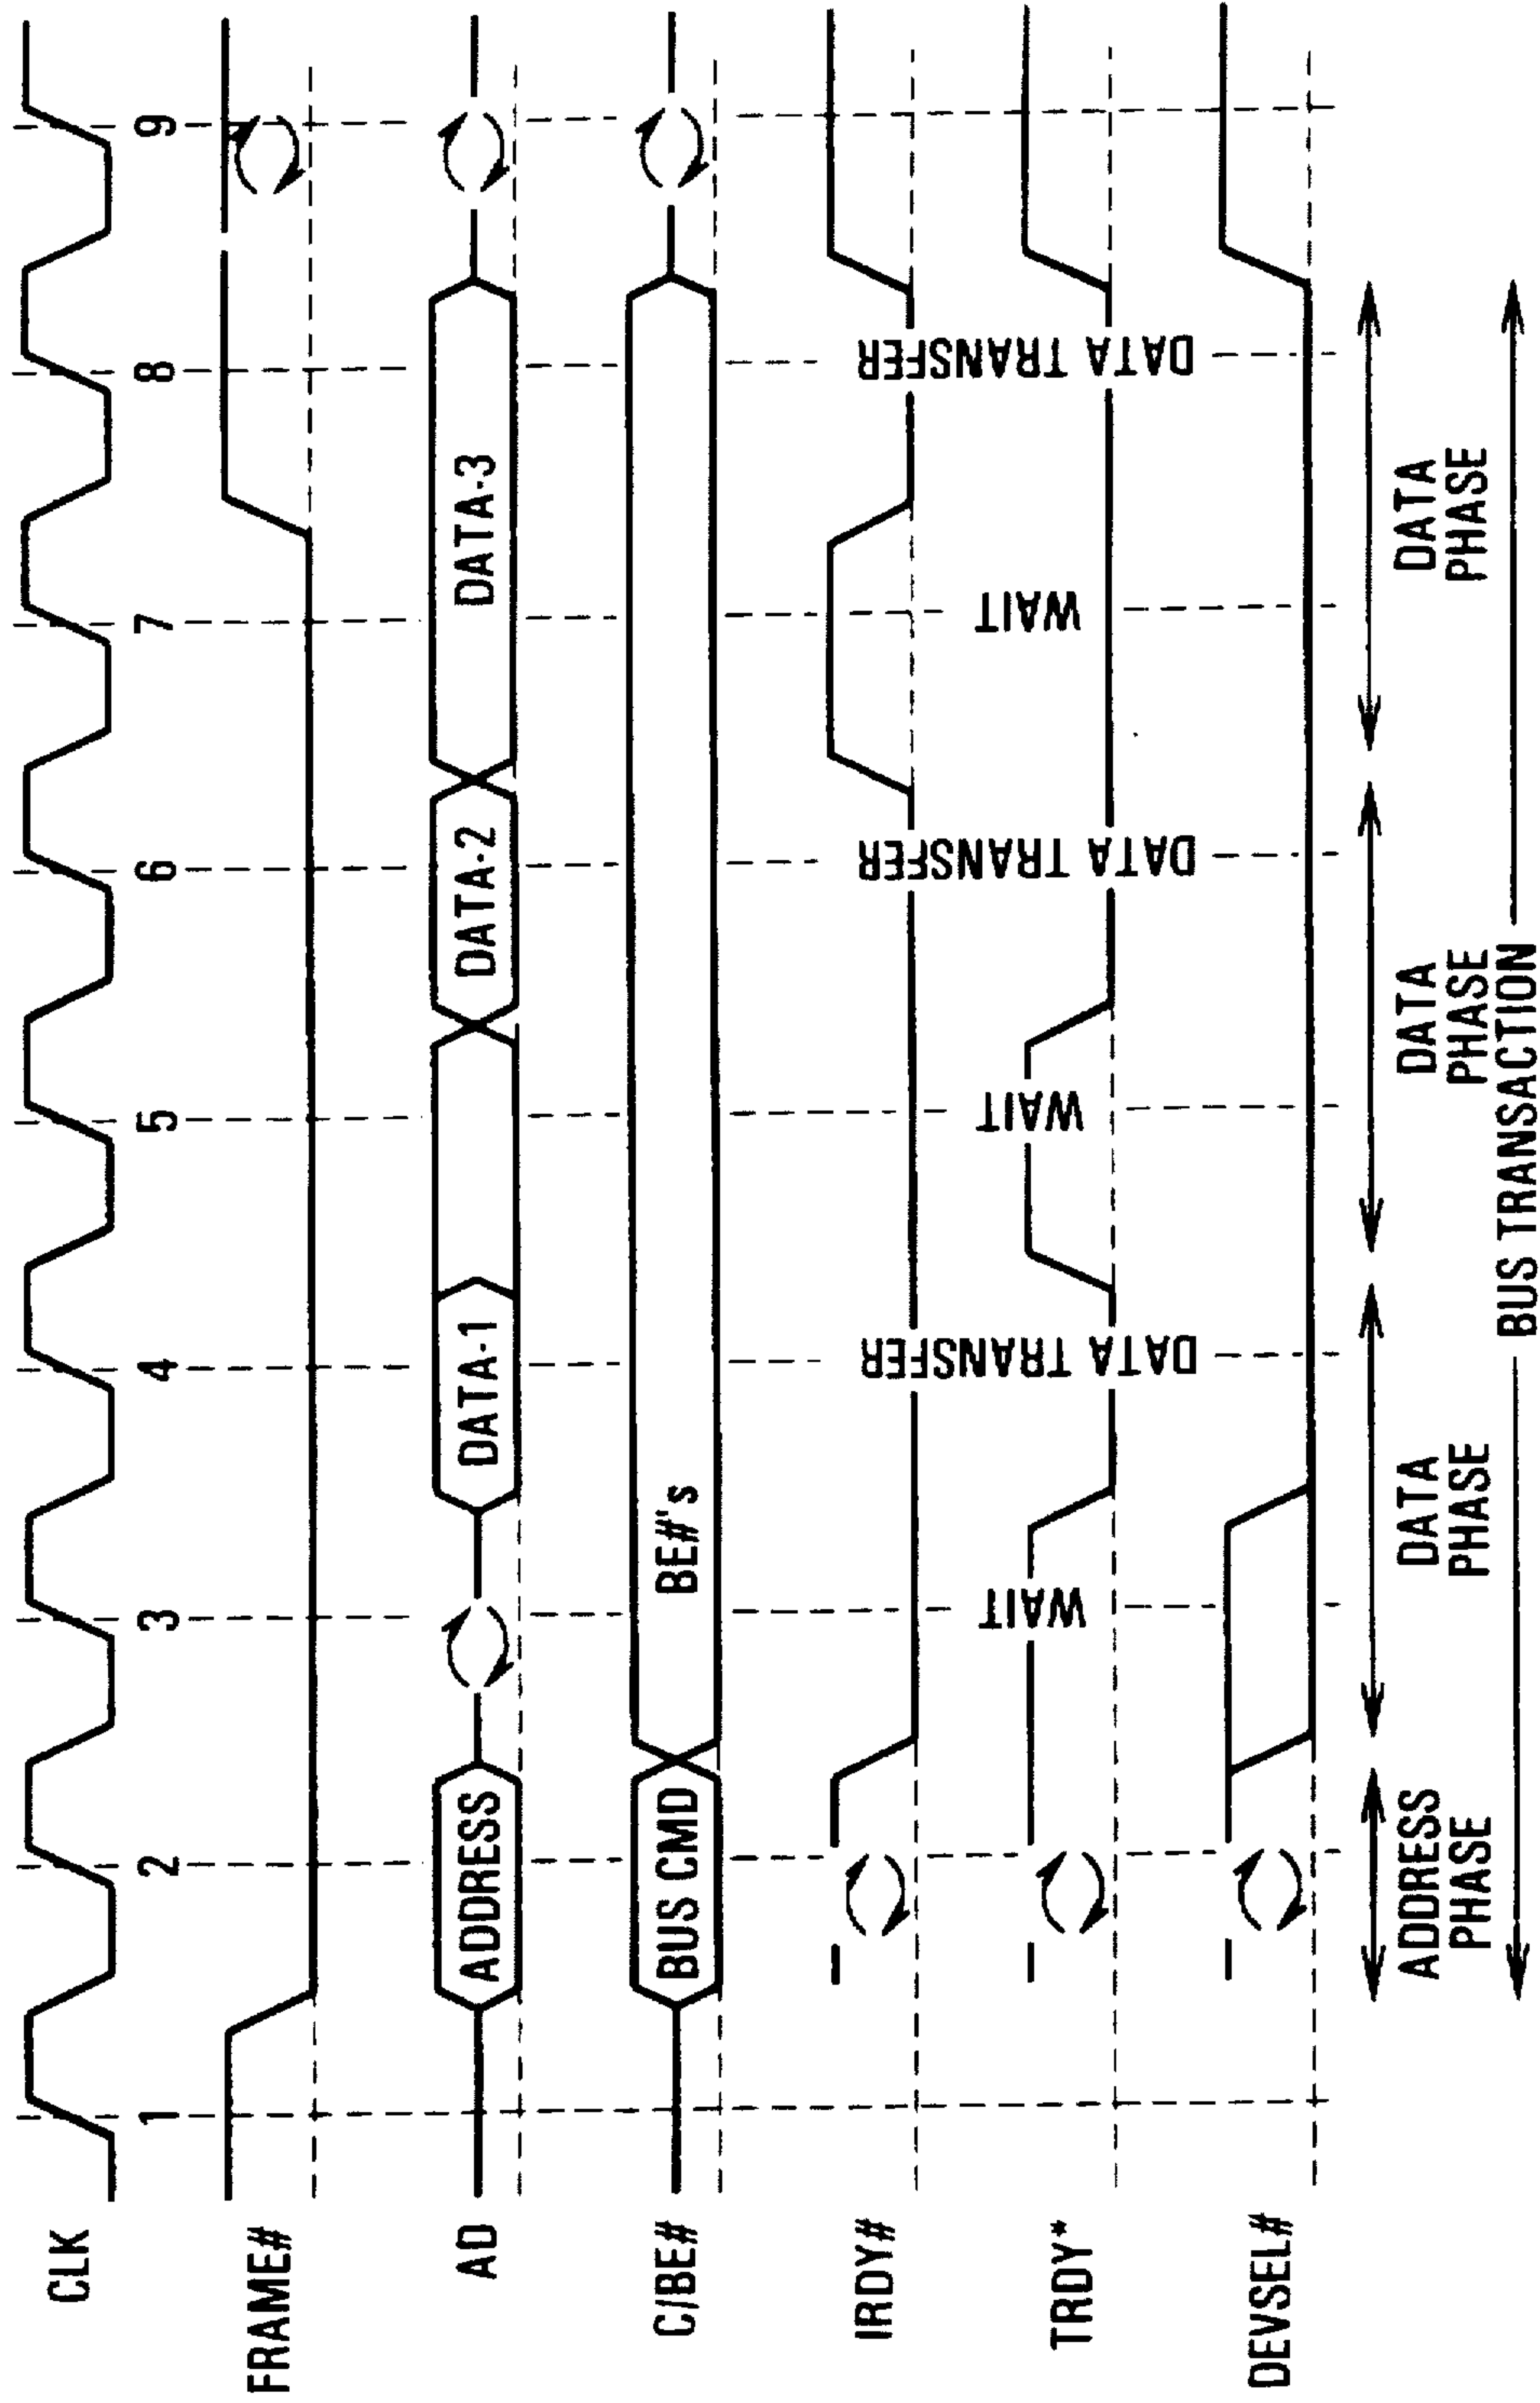 CLK
1 2 3 4 5 6 7 8 9
FRAME#
AD
ADDRESS
DATA-1
DATA-2
DATA-3
C/BE#
BUS CMD
BE#'s
IRDY#
TRDY*
DEVSEL#
WAIT
DATA TRANSFER
WAIT
DATA TRANSFER
WAIT
DATA TRANSFER
ADDRESS
PHASE
DATA
PHASE
DATA
PHASE
DATA
PHASE
BUS TRANSACTION